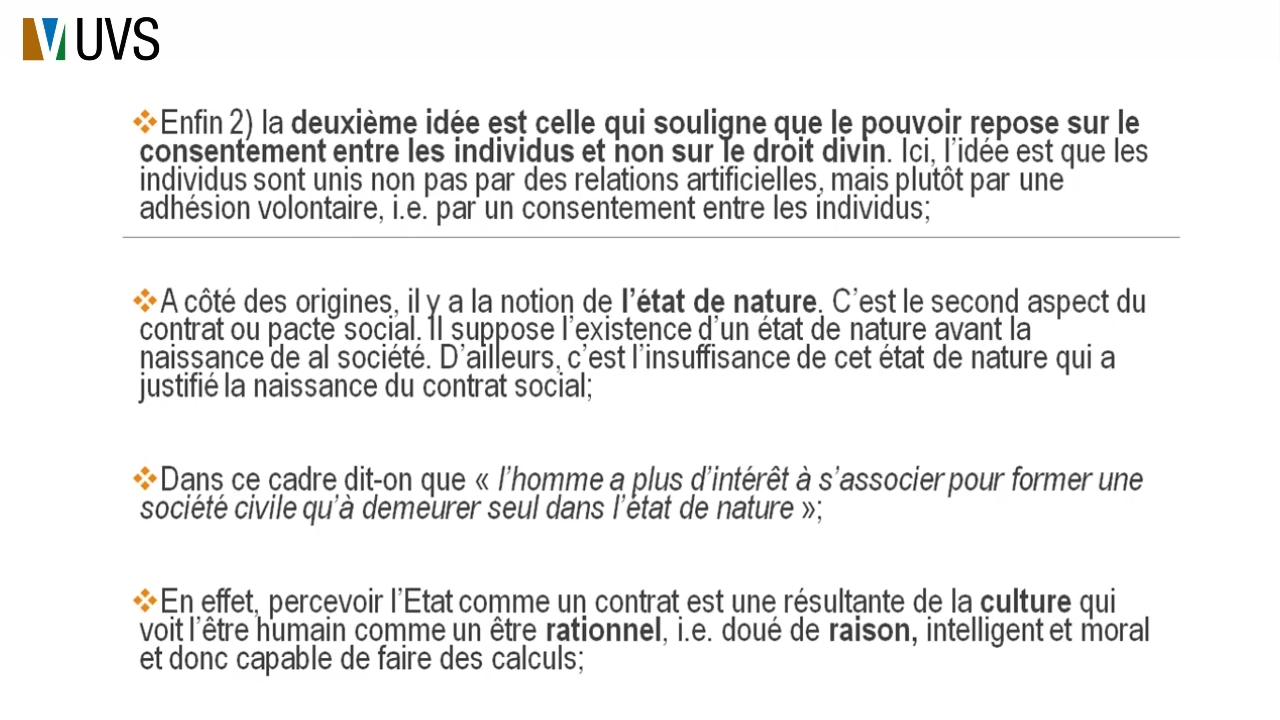 UVS
❖Enfin 2) la deuxième idée est celle qui souligne que le pouvoir repose sur le
consentement entre les individus et non sur le droit divin. Ici, l’idée est que les
individus sont unis non pas par des relations artificielles, mais plutôt par une
adhésion volontaire, i.e. par un consentement entre les individus;
❖A côté des origines, il y a la notion de l’état de nature. C’est le second aspect du
contrat ou pacte social. Il suppose l’existence d’un état de nature avant la
naissance de al société. D’ailleurs, c’est l’insuffisance de cet état de nature qui a
justifié la naissance du contrat social;
❖Dans ce cadre dit-on que « l’homme a plus d’intérêt à s’associer pour former une
société civile qu’à demeurer seul dans l’état de nature »;
❖En effet, percevoir l’Etat comme un contrat est une résultante de la culture qui
voit l’être humain comme un être rationnel, i.e. doué de raison, intelligent et moral
et donc capable de faire des calculs;